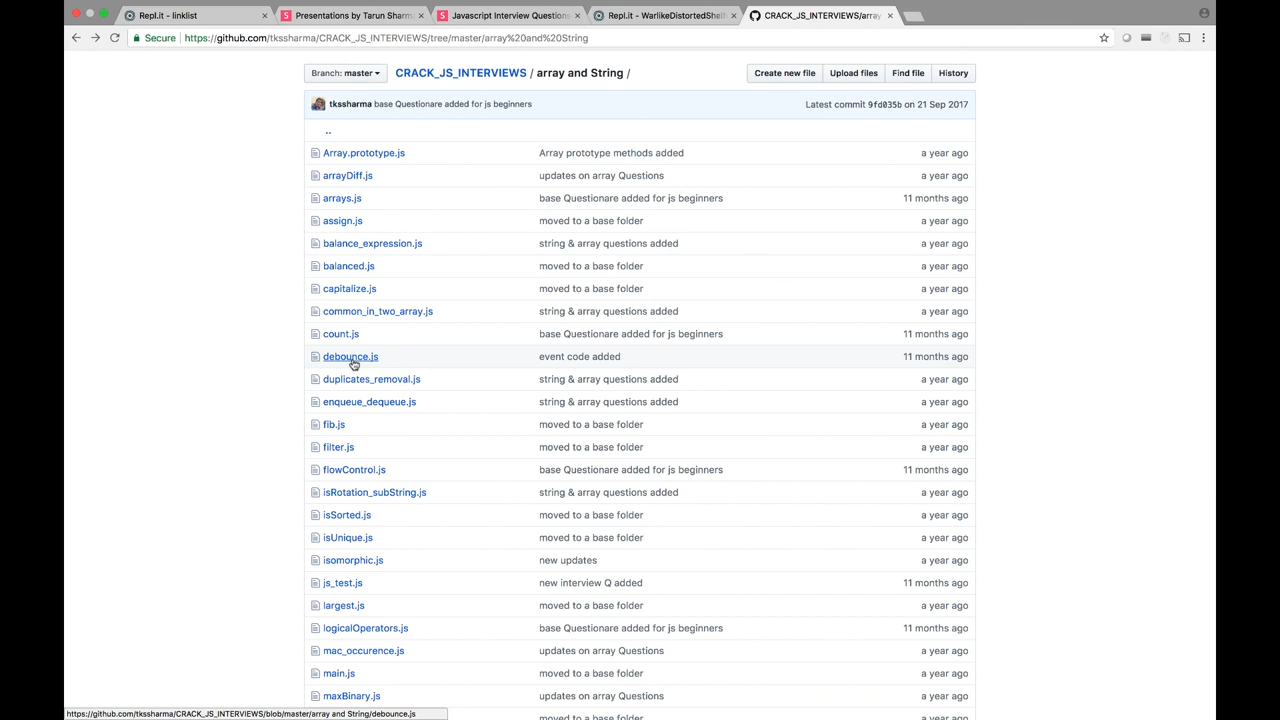 Repl.it - linklist
Presentations by Tarun Sharma
Javascript Interview Questions
Repl.it - WarlikeDistortedShelf
CRACK_JS_INTERVIEWS/array
Secure https://github.com/tkssharma/CRACK_JS_INTERVIEWS/tree/master/array%20and%20String
Branch: master CRACK_JS_INTERVIEWS / array and String / Create new file Upload files Find file History
tkssharma base Questionare added for js beginners Latest commit 9fd035b on 21 Sep 2017
..
Array.prototype.js Array prototype methods added a year ago
arrayDiff.js updates on array Questions a year ago
arrays.js base Questionare added for js beginners 11 months ago
assign.js moved to a base folder a year ago
balance_expression.js string & array questions added a year ago
balanced.js moved to a base folder a year ago
capitalize.js moved to a base folder a year ago
common_in_two_array.js string & array questions added a year ago
count.js base Questionare added for js beginners 11 months ago
debounce.js event code added 11 months ago
duplicates_removal.js string & array questions added a year ago
enqueue_dequeue.js string & array questions added a year ago
fib.js moved to a base folder a year ago
filter.js moved to a base folder a year ago
flowControl.js base Questionare added for js beginners 11 months ago
isRotation_subString.js string & array questions added a year ago
isSorted.js moved to a base folder a year ago
isUnique.js moved to a base folder a year ago
isomorphic.js new updates a year ago
js_test.js new interview Q added 11 months ago
largest.js moved to a base folder a year ago
logicalOperators.js base Questionare added for js beginners 11 months ago
mac_occurence.js updates on array Questions a year ago
main.js moved to a base folder a year ago
maxBinary.js updates on array Questions a year ago
moved to a base folder a year ago
https://github.com/tkssharma/CRACK_JS_INTERVIEWS/blob/master/array and String/debounce.js